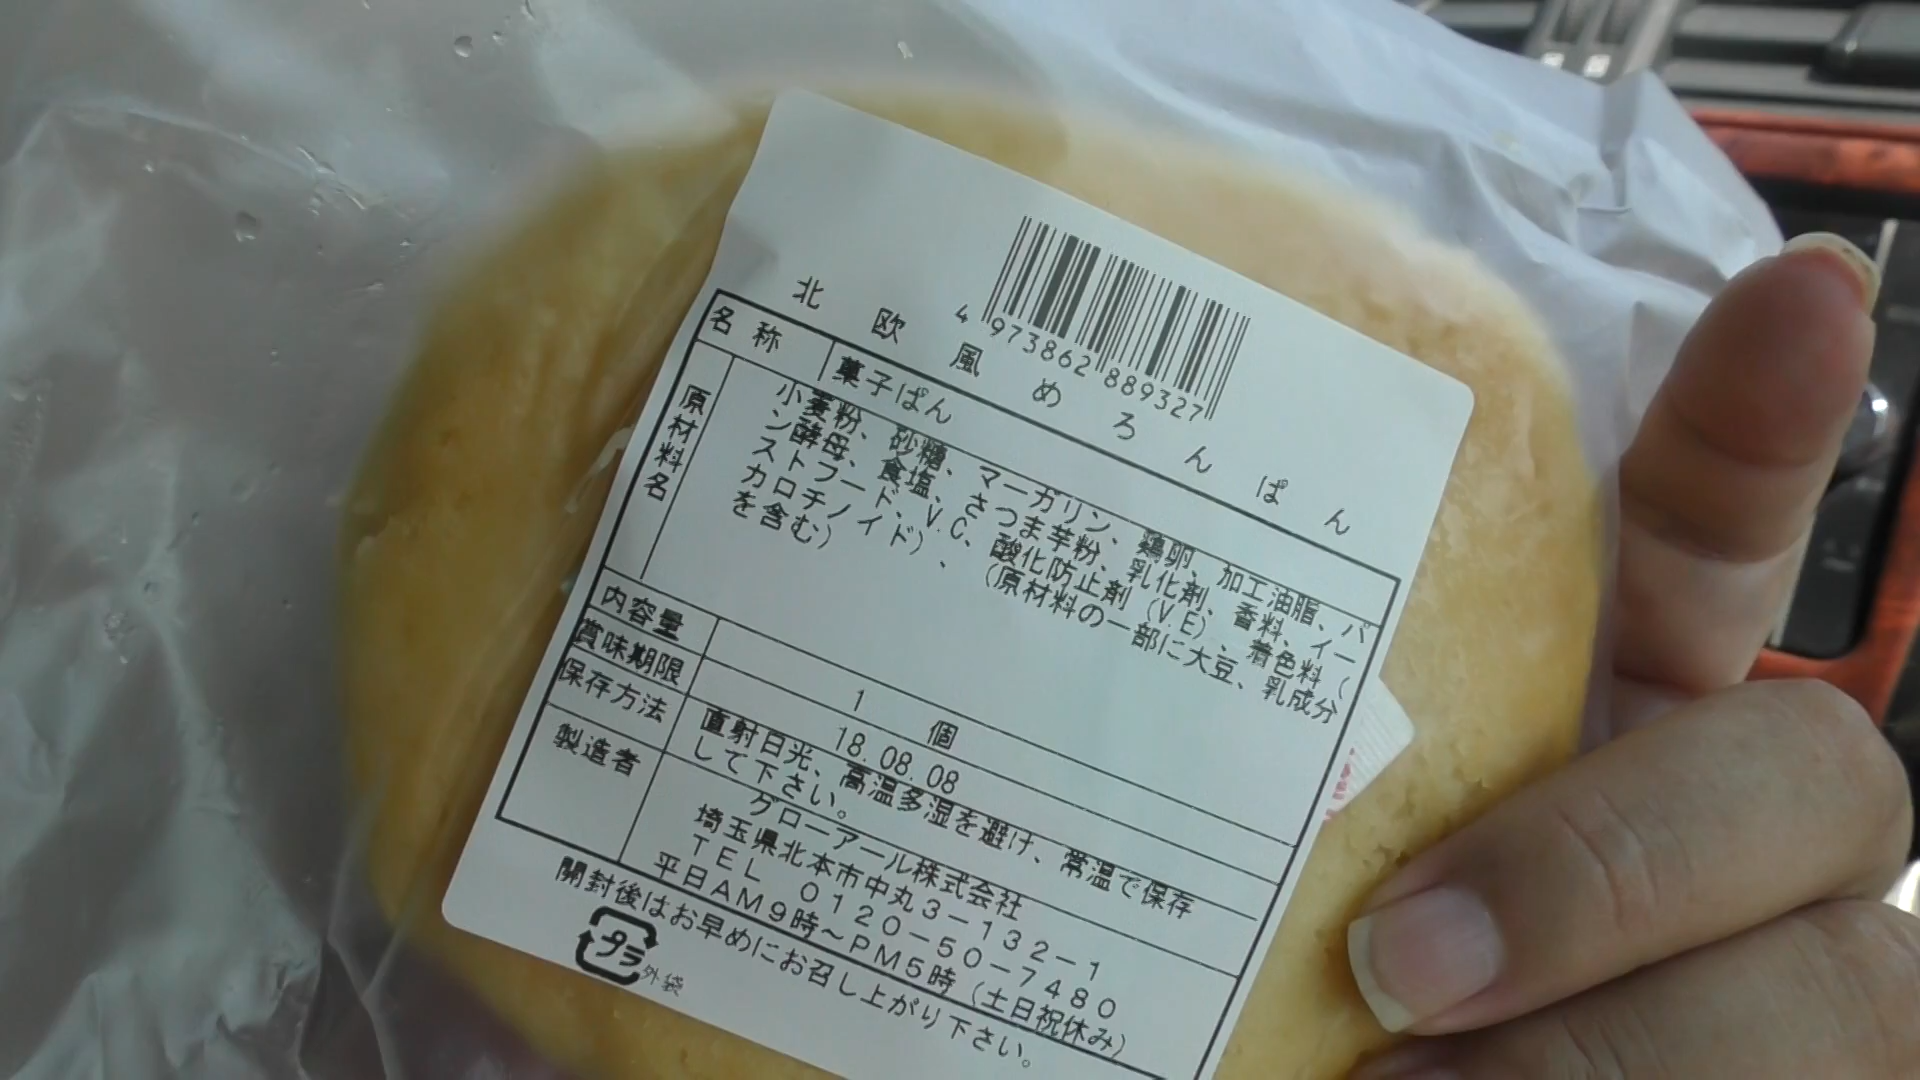 4 973862 889327
北欧風めろんぱん
名称 菓子ぱん
原材料名 小麦粉、砂糖、マーガリン、鶏卵、加工油脂、パ
ン酵母、食塩、さつま芋粉、乳化剤、香料、イー
ストフード、V.C、酸化防止剤（V.E）、着色料（
カロチノイド）、（原材料の一部に大豆、乳成分
を含む）
内容量 1個
賞味期限 18.08.08
保存方法 直射日光、高温多湿を避け、常温で保存
して下さい。
製造者 グローアール株式会社
埼玉県北本市中丸3－132－1
TEL 0120－50－7480
平日AM9時～PM5時（土日祝休み）
開封後はお早めにお召し上がり下さい。
プラ 外袋